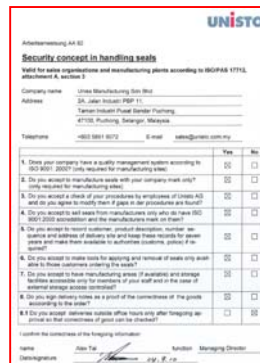 UNISTO
Arbeitsanweisung AA 82
Security concept in handling seals
Valid for sales organisations and manufacturing plants according to ISO/PAS 17712,
attachment A, section 3
Company name Unisto Manufacturing Sdn Bhd
Address 2A, Jalan Industri PBP 11,
Taman Industri Pusat Bandar Puchong,
47100, Puchong, Selangor, Malaysia.
Telephone E-mail sales@unisto.com.my
Yes No
1. Does your company have a quality management system according to
ISO 9001: 2000? (only required for manufacturing sites)
2. Do you accept to manufacture seals with your company mark only?
(only required for manufacturing sites)
3. Do you accept a check of your procedures by employees of Unisto AG
and do you agree to modify them if gaps in der procedures are found?
4. Do you accept to sell seals from manufacturers only who do have ISO
9001:2000 accreditation and the manufacturers mark on them?
5. Do you accept to record customer, product description, number se-
quence and address of delivery site and keep these records for seven
years and make them available to authorities (customs, police) if re-
quired?
6. Do you accept to make tools for applying and removal of seals only avail-
able to those customers ordering the seals?
7. Do you accept to have manufacturing areas (if available) and storage
facilities accessible only for members of your staff and in the case of
external storage access controlled?
8. Do you sign delivery notes as a proof of the correctness of the goods
according to the order?
8.1 Do you accept deliveries outside office hours only after foregoing ap-
proval so that correctness of good can be checked?
I confirm the correctness of the foregoing information
name Alex Tai function Managing Director
date/signature